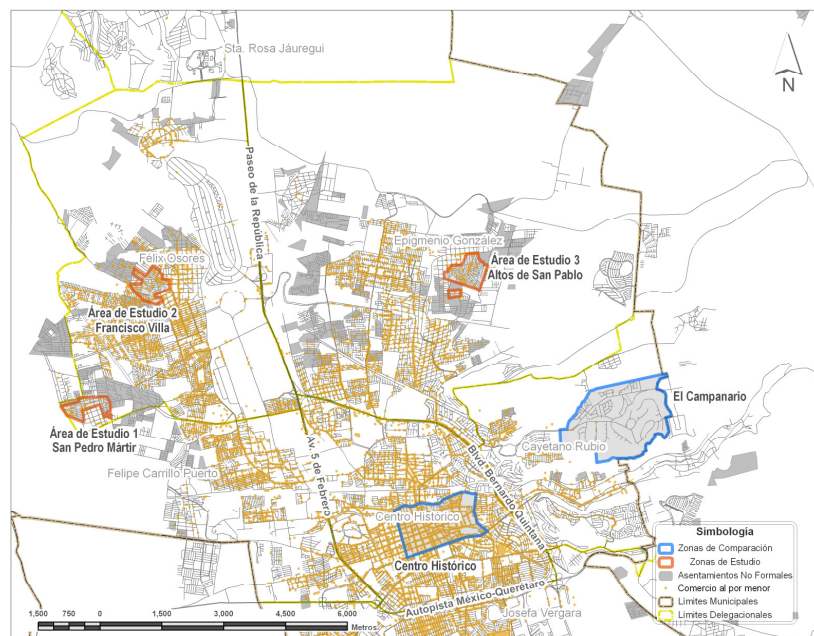 Sta. Rosa Jáuregui
N
Paseo de la República
Epigmenio González
Félix Osores
Área de Estudio 3
Altos de San Pablo
Área de Estudio 2
Francisco Villa
El Campanario
Área de Estudio 1
San Pedro Mártir
Cayetano Rubio
Felipe Carrillo Puerto
Av. 5 de Febrero
Blvd. Bernardo Quintana
Centro Histórico
Centro Histórico
Autopista México-Querétaro
Josefa Vergara
Simbología
Zonas de Comparación
Zonas de Estudio
Asentamientos No Formales
Comercio al por menor
Limites Municipales
Limites Delegacionales
1,500 750 0 1,500 3,000 4,500 6,000
Metros